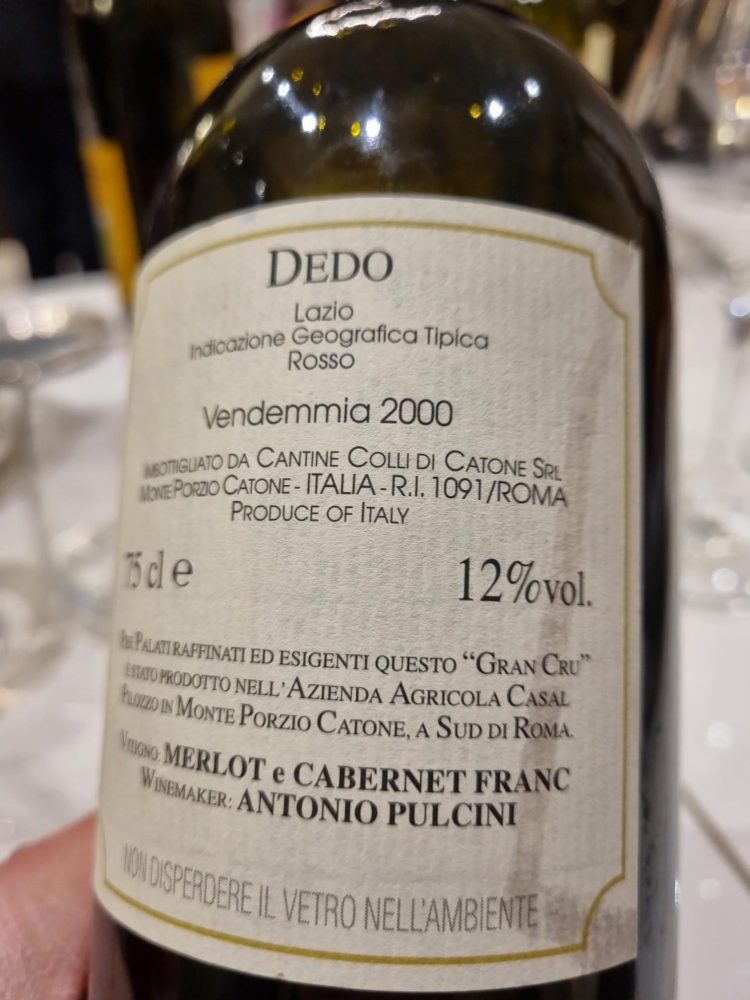 DEDO
Lazio
Indicazione Geografica Tipica
Rosso
Vendemmia 2000
IMBOTTIGLIATO DA CANTINE COLLI DI CATONE SRL
MONTE PORZIO CATONE - ITALIA - R.I. 1091/ROMA
PRODUCE OF ITALY
75 cl e
12%vol.
PER PALATI RAFFINATI ED ESIGENTI QUESTO “GRAN CRU”
È STATO PRODOTTO NELL'AZIENDA AGRICOLA CASAL
PILOZZO IN MONTE PORZIO CATONE, A SUD DI ROMA.
VITIGNO: MERLOT e CABERNET FRANC
WINEMAKER: ANTONIO PULCINI
NON DISPERDERE IL VETRO NELL'AMBIENTE